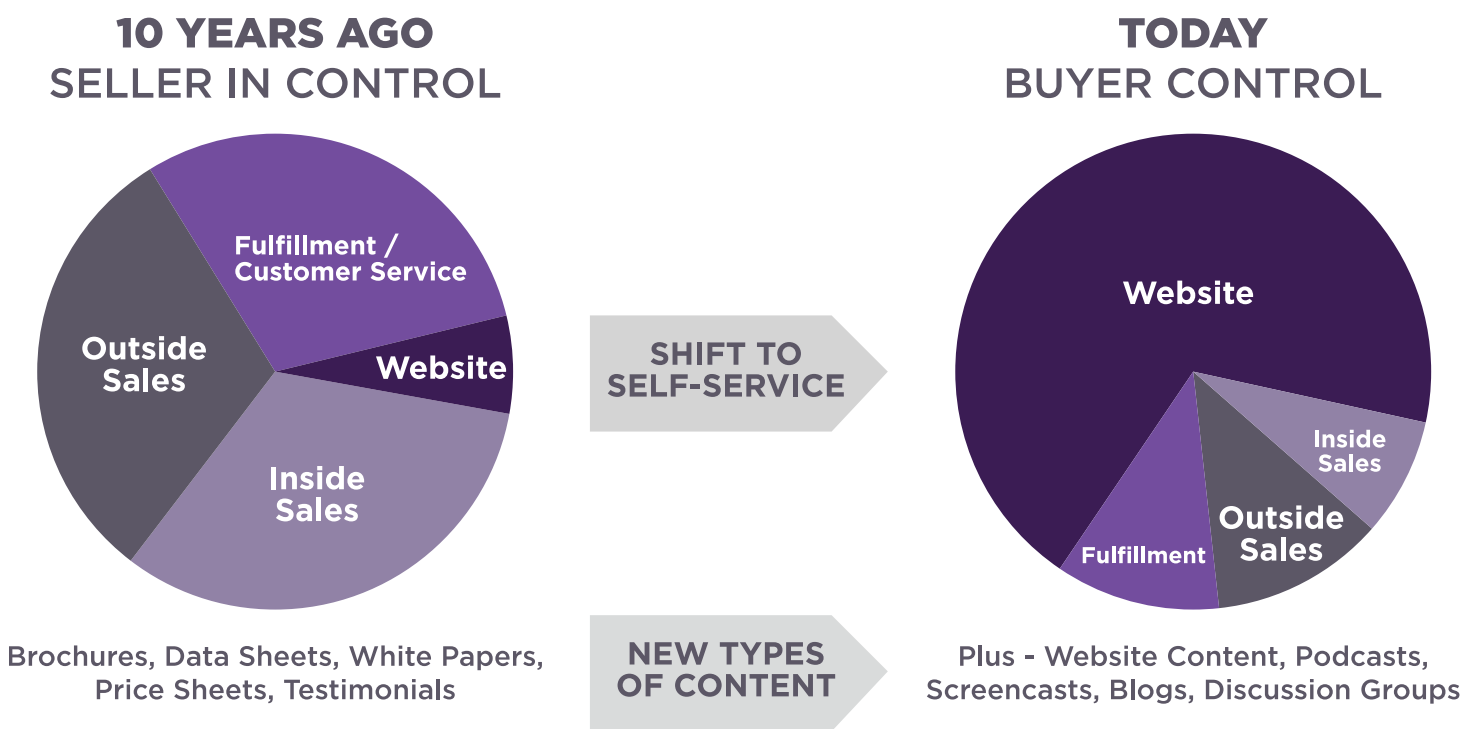 10 YEARS AGO
SELLER IN CONTROL
Fulfillment /
Customer Service
Outside
Sales
Website
Inside
Sales
Brochures, Data Sheets, White Papers,
Price Sheets, Testimonials
SHIFT TO
SELF-SERVICE
NEW TYPES
OF CONTENT
TODAY
BUYER CONTROL
Website
Inside
Sales
Outside
Sales
Fulfillment
Plus - Website Content, Podcasts,
Screencasts, Blogs, Discussion Groups